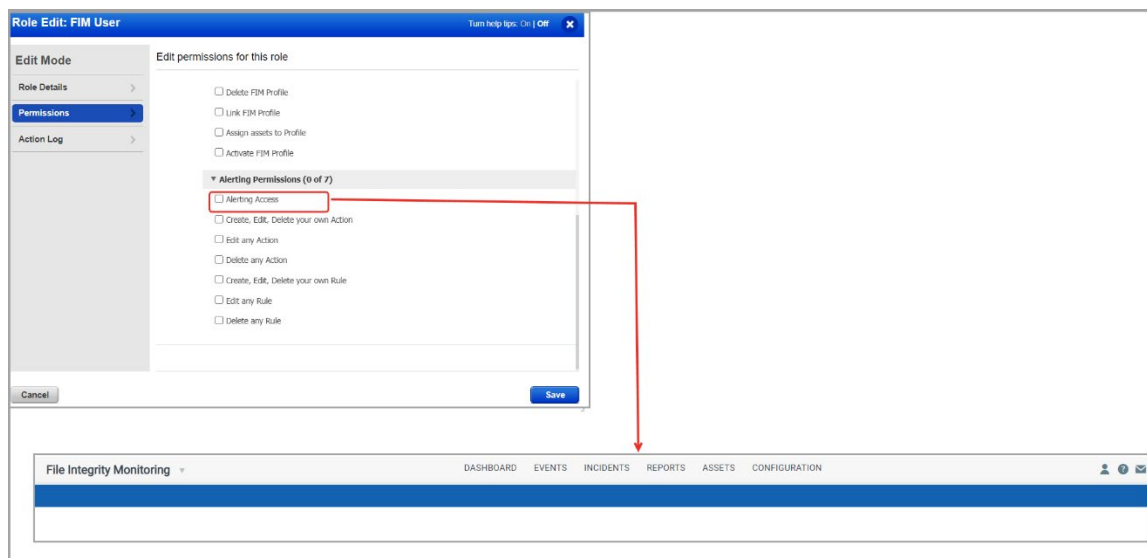 Role Edit: FIM User
Turn help tips: On | Off
Edit Mode
Edit permissions for this role
Role Details
Permissions
Action Log
Delete FIM Profile
Link FIM Profile
Assign assets to Profile
Activate FIM Profile
Alerting Permissions (0 of 7)
Alerting Access
Create, Edit, Delete your own Action
Edit any Action
Delete any Action
Create, Edit, Delete your own Rule
Edit any Rule
Delete any Rule
Cancel
Save
File Integrity Monitoring
DASHBOARD EVENTS INCIDENTS REPORTS ASSETS CONFIGURATION